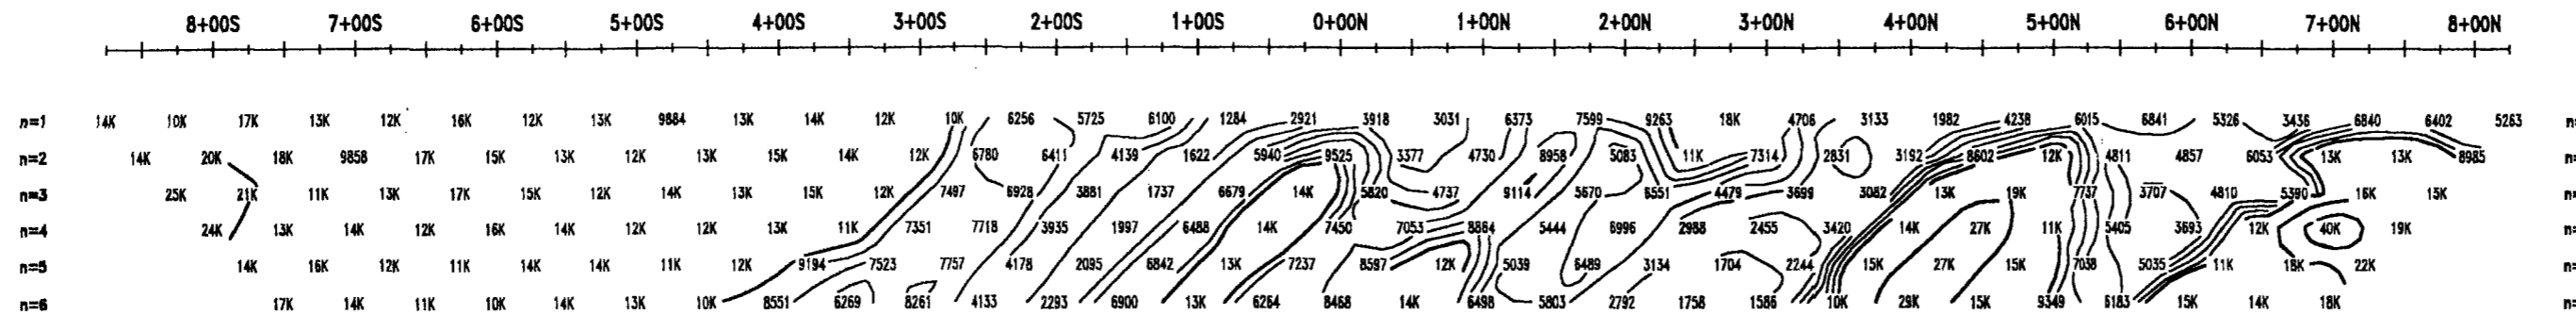 8+00S 7+00S 6+00S 5+00S 4+00S 3+00S 2+00S 1+00S 0+00N 1+00N 2+00N 3+00N 4+00N 5+00N 6+00N 7+00N 8+00N
n=1 14K 10K 17K 13K 12K 16K 12K 13K 9884 13K 14K 12K 10K 6256 5725 6100 1284 2921 3918 3031 6373 7599 9263 18K 4706 3133 1982 4238 6015 6841 5326 3436 6840 6402 5263 n=
n=2 14K 20K 18K 9858 17K 15K 13K 12K 13K 15K 14K 12K 6780 6411 4139 1622 5940 9525 3377 4730 8958 5083 11K 7314 2831 3192 8602 12K 4811 4857 6053 13K 13K 8985 n=
n=3 25K 21K 11K 13K 17K 15K 12K 14K 13K 15K 12K 7497 6928 3881 1737 6679 14K 5820 4737 9114 5670 6551 4479 3699 3082 13K 19K 7737 3707 4810 5390 16K 15K n=
n=4 24K 13K 14K 12K 16K 14K 12K 12K 13K 11K 7351 7718 3935 1997 6488 14K 7450 7053 8864 5444 6996 2988 2455 3420 14K 27K 11K 5405 3693 12K 40K 19K n=
n=5 14K 16K 12K 11K 14K 14K 11K 12K 9194 7523 7757 4178 2095 6842 13K 7237 8597 12K 5039 6489 3134 1704 2244 15K 27K 15K 7038 5035 11K 18K 22K n=
n=6 17K 14K 11K 10K 14K 13K 10K 8551 6269 8261 4133 2293 6900 13K 6264 8468 14K 6498 5803 2792 1758 1586 10K 29K 15K 9349 6183 15K 14K 18K n=